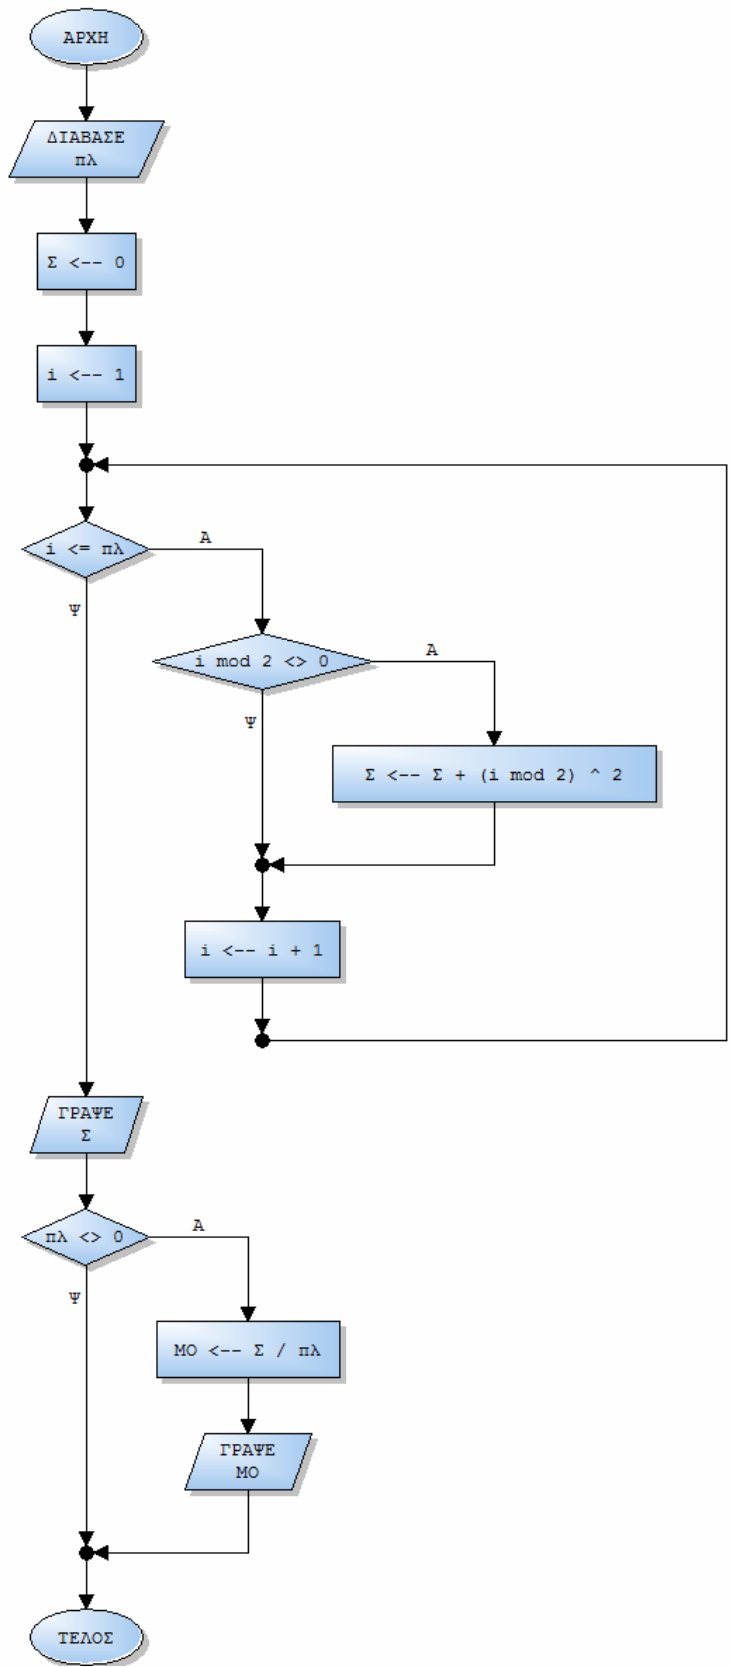 ΑΡΧΗ
ΔΙΑΒΑΣΕ
πλ
Σ <-- 0
i <-- 1
i <= πλ
Α
Ψ
i mod 2 <> 0
Α
Ψ
Σ <-- Σ + (i mod 2) ^ 2
i <-- i + 1
ΓΡΑΨΕ
Σ
πλ <> 0
Α
Ψ
ΜΟ <-- Σ / πλ
ΓΡΑΨΕ
ΜΟ
ΤΕΛΟΣ